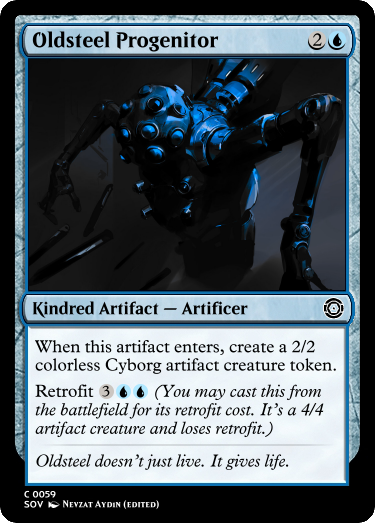 Oldsteel Progenitor 2
Kindred Artifact — Artificer
When this artifact enters, create a 2/2
colorless Cyborg artifact creature token.
Retrofit 3 (You may cast this from
the battlefield for its retrofit cost. It's a 4/4
artifact creature and loses retrofit.)
Oldsteel doesn't just live. It gives life.
C 0059
SOV Nevzat Aydın (edited)